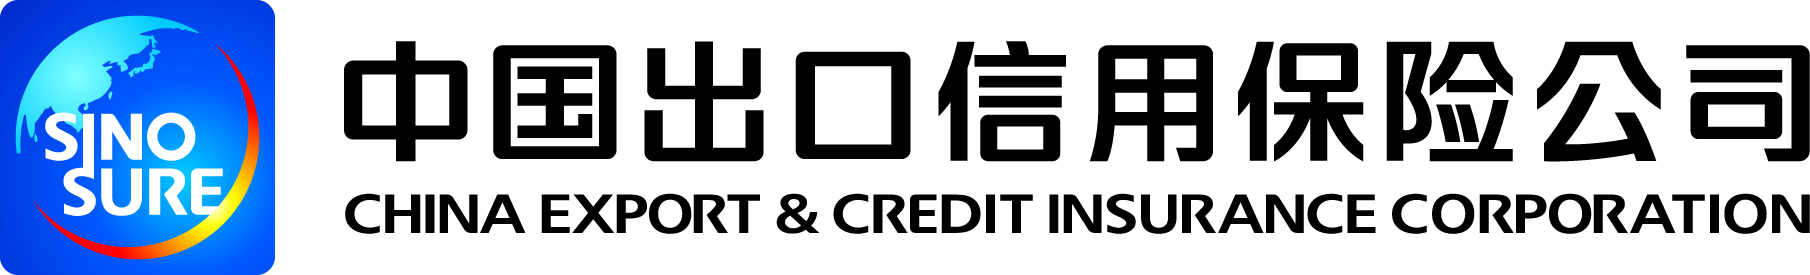 SINO
SURE
中国出口信用保险公司
CHINA EXPORT & CREDIT INSURANCE CORPORATION